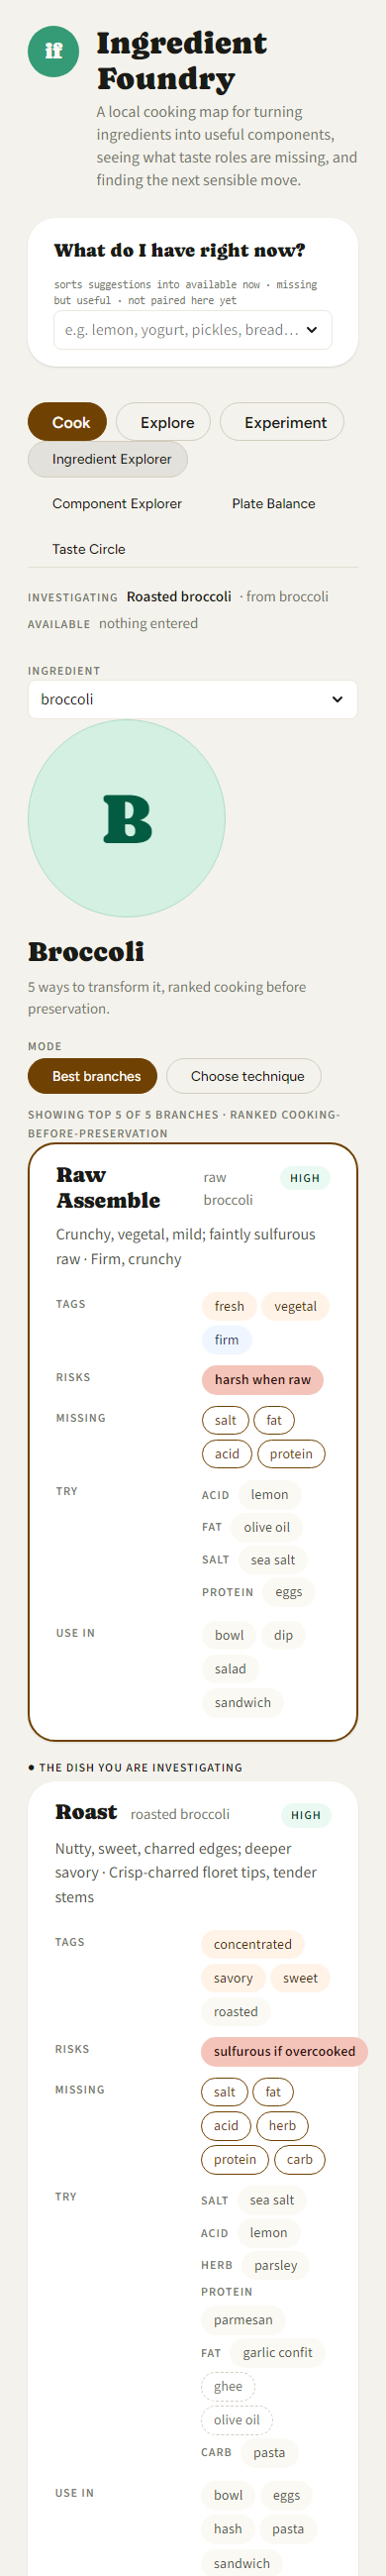 if
Ingredient
Foundry
A local cooking map for turning
ingredients into useful components,
seeing what taste roles are missing, and
finding the next sensible move.
What do I have right now?
sorts suggestions into available now · missing
but useful · not paired here yet
e.g. lemon, yogurt, pickles, bread…
Cook Explore Experiment
Ingredient Explorer
Component Explorer Plate Balance
Taste Circle
INVESTIGATING Roasted broccoli · from broccoli
AVAILABLE nothing entered
INGREDIENT
broccoli
B
Broccoli
5 ways to transform it, ranked cooking before
preservation.
MODE
Best branches Choose technique
SHOWING TOP 5 OF 5 BRANCHES · RANKED COOKING-
BEFORE-PRESERVATION
Raw raw HIGH
Assemble broccoli
Crunchy, vegetal, mild; faintly sulfurous
raw · Firm, crunchy
TAGS fresh vegetal
firm
RISKS harsh when raw
MISSING salt fat
acid protein
TRY ACID lemon
FAT olive oil
SALT sea salt
PROTEIN eggs
USE IN bowl dip
salad
sandwich
● THE DISH YOU ARE INVESTIGATING
Roast roasted broccoli HIGH
Nutty, sweet, charred edges; deeper
savory · Crisp-charred floret tips, tender
stems
TAGS concentrated
savory sweet
roasted
RISKS sulfurous if overcooked
MISSING salt fat
acid herb
protein carb
TRY SALT sea salt
ACID lemon
HERB parsley
PROTEIN
parmesan
FAT garlic confit
ghee
olive oil
CARB pasta
USE IN bowl eggs
hash pasta
sandwich